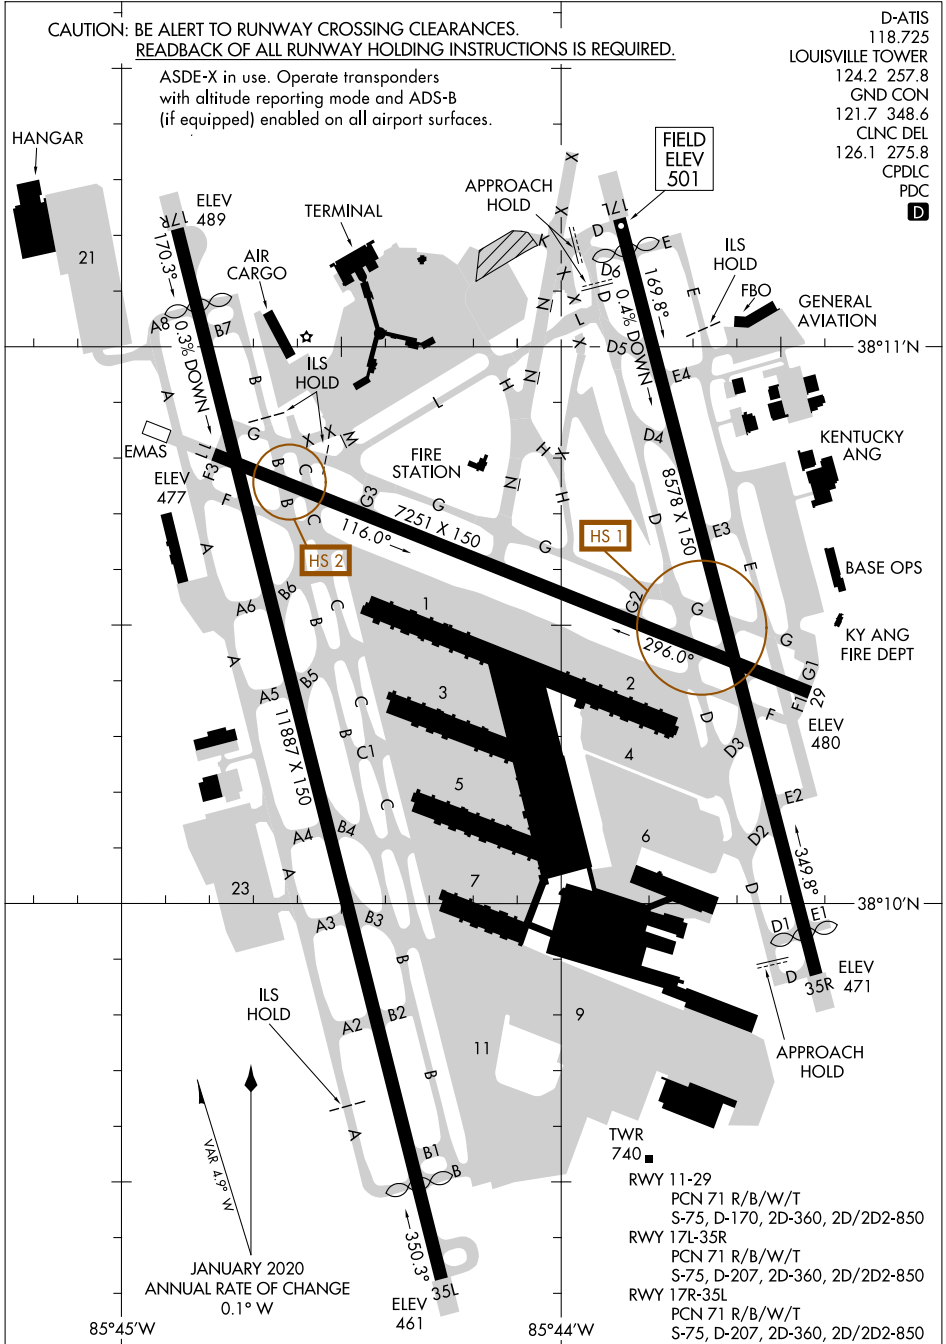 CAUTION: BE ALERT TO RUNWAY CROSSING CLEARANCES.
READBACK OF ALL RUNWAY HOLDING INSTRUCTIONS IS REQUIRED.
ASDE-X in use. Operate transponders
with altitude reporting mode and ADS-B
(if equipped) enabled on all airport surfaces.
D-ATIS
118.725
LOUISVILLE TOWER
124.2 257.8
GND CON
121.7 348.6
CLNC DEL
126.1 275.8
CPDLC
PDC
D
HANGAR
21
17R
ELEV
489
170.3°
TERMINAL
AIR
CARGO
APPROACH
HOLD
FIELD
ELEV
501
17L
ILS
HOLD
FBO
GENERAL
AVIATION
X
X
K
X
X
L
X
N
N
D
E
D6
D
169.8°
0.4% DOWN
E
D5
E4
38°11'N
A8
B7
0.3% DOWN
ILS
HOLD
A
B
G
X
X
M
L
H
N
H
K
H
D4
KENTUCKY
ANG
EMAS
11
F3
F
ELEV
477
B
C
B
C
G3
G
FIRE
STATION
N
G
7251 X 150
116.0°
HS 2
HS 1
8578 X 150
D
E3
E
BASE OPS
KY ANG
FIRE DEPT
A
A6
B6
B
C
1
G2
G
G
G1
296.0°
29
F1
F
ELEV
480
A
A5
B5
C
B
C1
C
3
2
4
D
D3
11887 X 150
5
6
E2
D2
A4
B4
A
23
7
D
349.8°
38°10'N
A3
B3
B
D1
E1
D
35R
ELEV
471
ILS
HOLD
A2
B2
9
11
APPROACH
HOLD
A
B
B1
B
VAR 4.9° W
TWR
740
350.3°
35L
ELEV
461
JANUARY 2020
ANNUAL RATE OF CHANGE
0.1° W
RWY 11-29
PCN 71 R/B/W/T
S-75, D-170, 2D-360, 2D/2D2-850
RWY 17L-35R
PCN 71 R/B/W/T
S-75, D-207, 2D-360, 2D/2D2-850
RWY 17R-35L
PCN 71 R/B/W/T
S-75, D-207, 2D-360, 2D/2D2-850
85°45'W
85°44'W